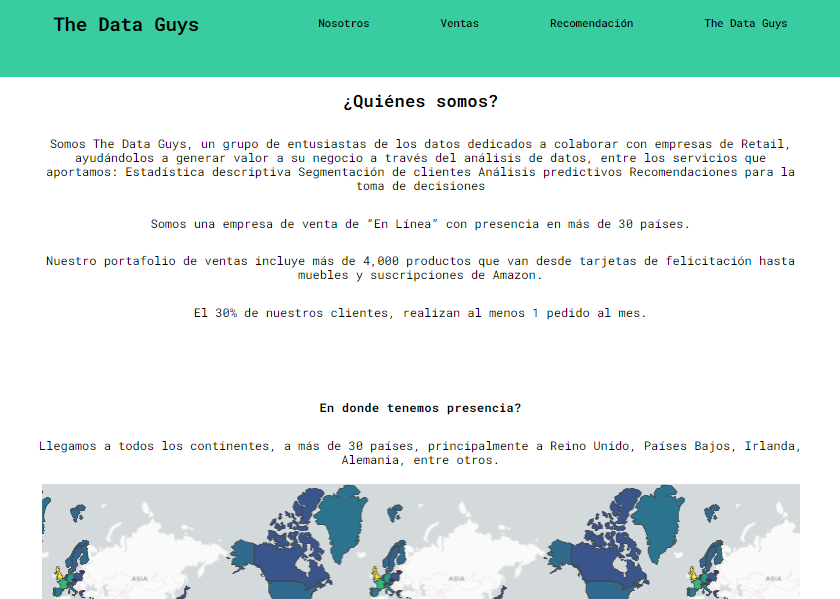 The Data Guys
Nosotros
Ventas
Recomendación
The Data Guys
¿Quiénes somos?
Somos The Data Guys, un grupo de entusiastas de los datos dedicados a colaborar con empresas de Retail,
ayudándolos a generar valor a su negocio a través del análisis de datos, entre los servicios que
aportamos: Estadística descriptiva Segmentación de clientes Análisis predictivos Recomendaciones para la
toma de decisiones
Somos una empresa de venta de “En Línea” con presencia en más de 30 países.
Nuestro portafolio de ventas incluye más de 4,000 productos que van desde tarjetas de felicitación hasta
muebles y suscripciones de Amazon.
El 30% de nuestros clientes, realizan al menos 1 pedido al mes.
En donde tenemos presencia?
Llegamos a todos los continentes, a más de 30 países, principalmente a Reino Unido, Países Bajos, Irlanda,
Alemania, entre otros.
ASIA
ASIA
ASIA